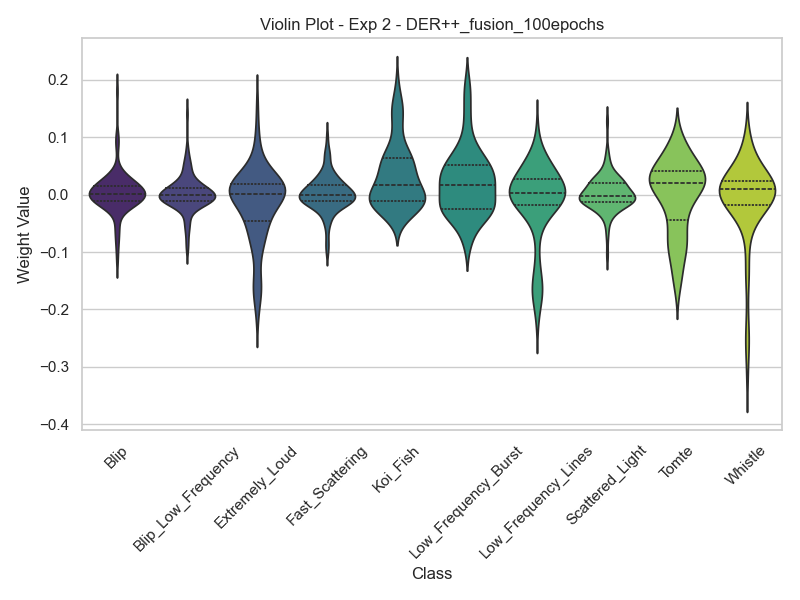 Violin Plot - Exp 2 - DER++_fusion_100epochs
Weight Value
0.2
0.1
0.0
−0.1
−0.2
−0.3
−0.4
Blip
Blip_Low_Frequency
Extremely_Loud
Fast_Scattering
Koi_Fish
Low_Frequency_Burst
Low_Frequency_Lines
Scattered_Light
Tomte
Whistle
Class